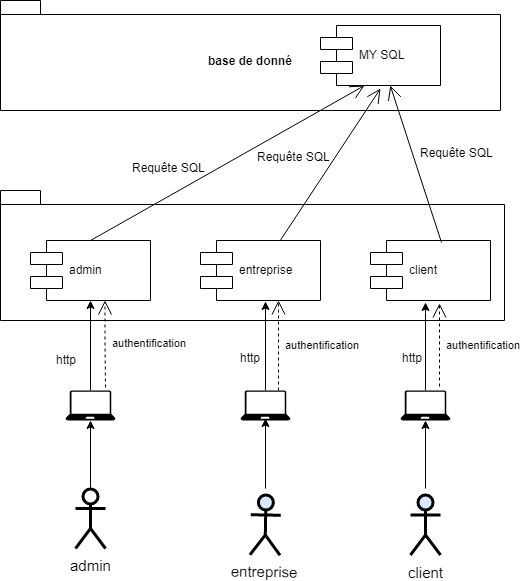 MY SQL
base de donné
Requête SQL
Requête SQL
Requête SQL
admin
entreprise
client
authentification
authentification
authentification
http
http
http
admin
entreprise
client